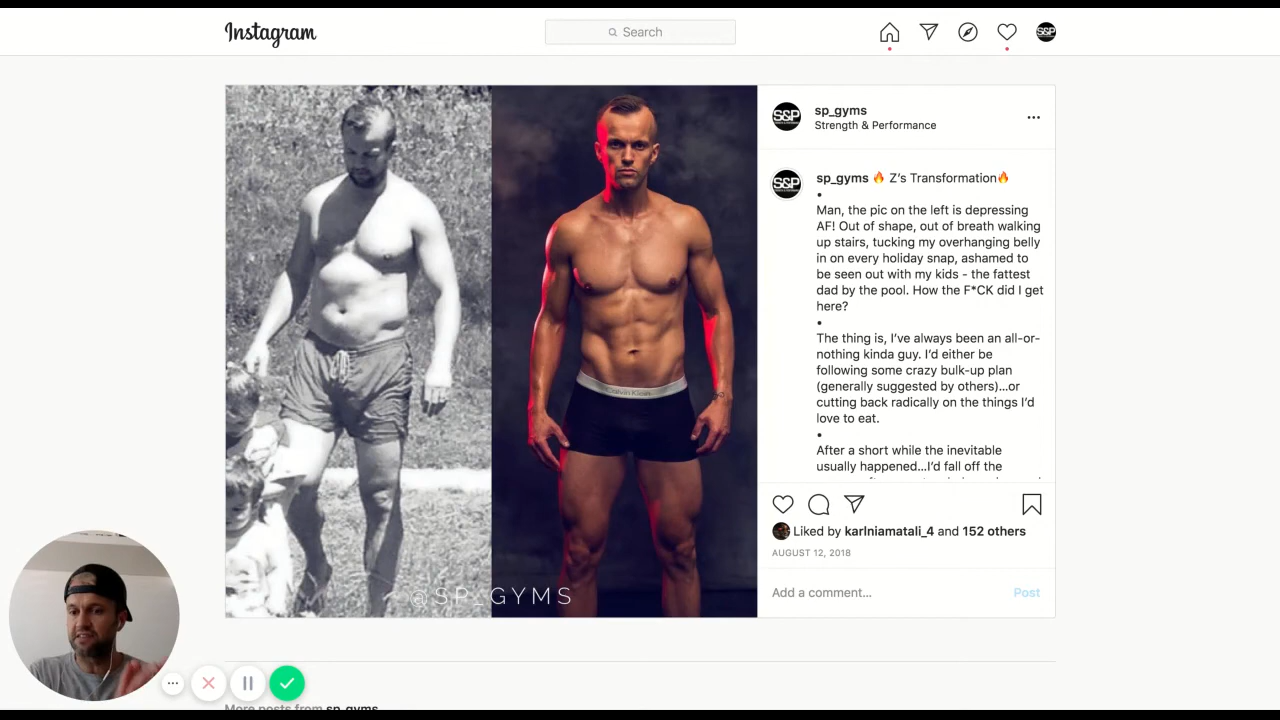 Instagram
Search
S&P
sp_gyms
Strength & Performance
S&P
S&P
sp_gyms 🔥 Z's Transformation🔥
•
Man, the pic on the left is depressing
AF! Out of shape, out of breath walking
up stairs, tucking my overhanging belly
in on every holiday snap, ashamed to
be seen out with my kids - the fattest
dad by the pool. How the F*CK did I get
here?
•
The thing is, I've always been an all-or-
nothing kinda guy. I'd either be
following some crazy bulk-up plan
(generally suggested by others)...or
cutting back radically on the things I'd
love to eat.
•
After a short while the inevitable
usually happened...I'd fall off the
Calvin Klein
@SP_GYMS
Liked by karlniamatali_4 and 152 others
AUGUST 12, 2018
Add a comment... Post
More posts from sp_gyms